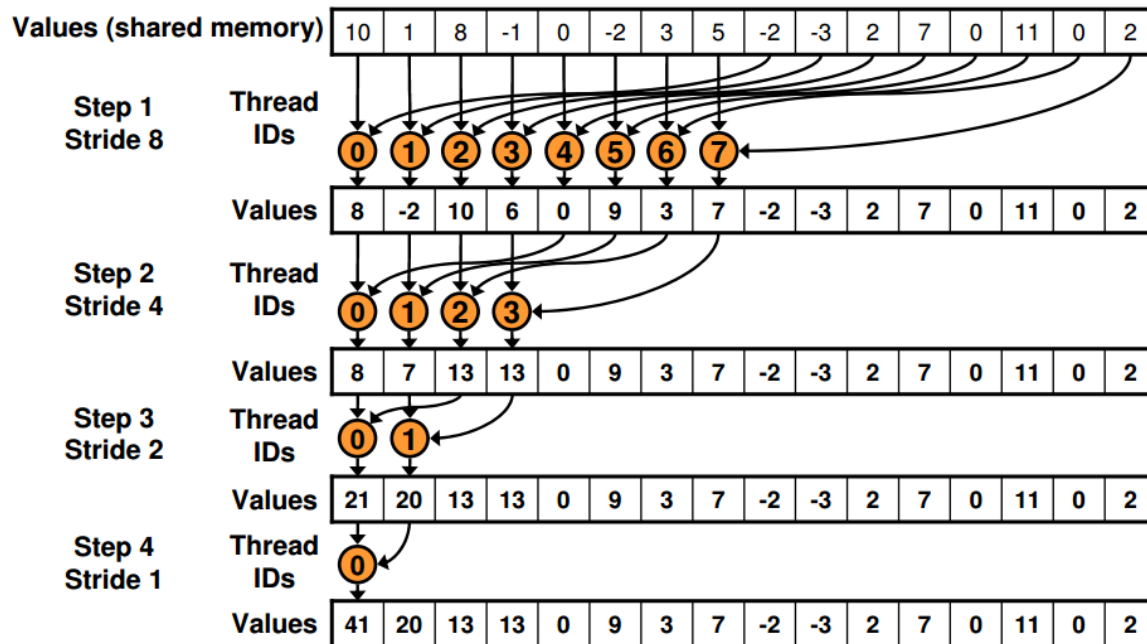 Values (shared memory) 10 1 8 -1 0 -2 3 5 -2 -3 2 7 0 11 0 2
Step 1 Thread
Stride 8 IDs
0 1 2 3 4 5 6 7
Values 8 -2 10 6 0 9 3 7 -2 -3 2 7 0 11 0 2
Step 2 Thread
Stride 4 IDs
0 1 2 3
Values 8 7 13 13 0 9 3 7 -2 -3 2 7 0 11 0 2
Step 3 Thread
Stride 2 IDs
0 1
Values 21 20 13 13 0 9 3 7 -2 -3 2 7 0 11 0 2
Step 4 Thread
Stride 1 IDs
0
Values 41 20 13 13 0 9 3 7 -2 -3 2 7 0 11 0 2